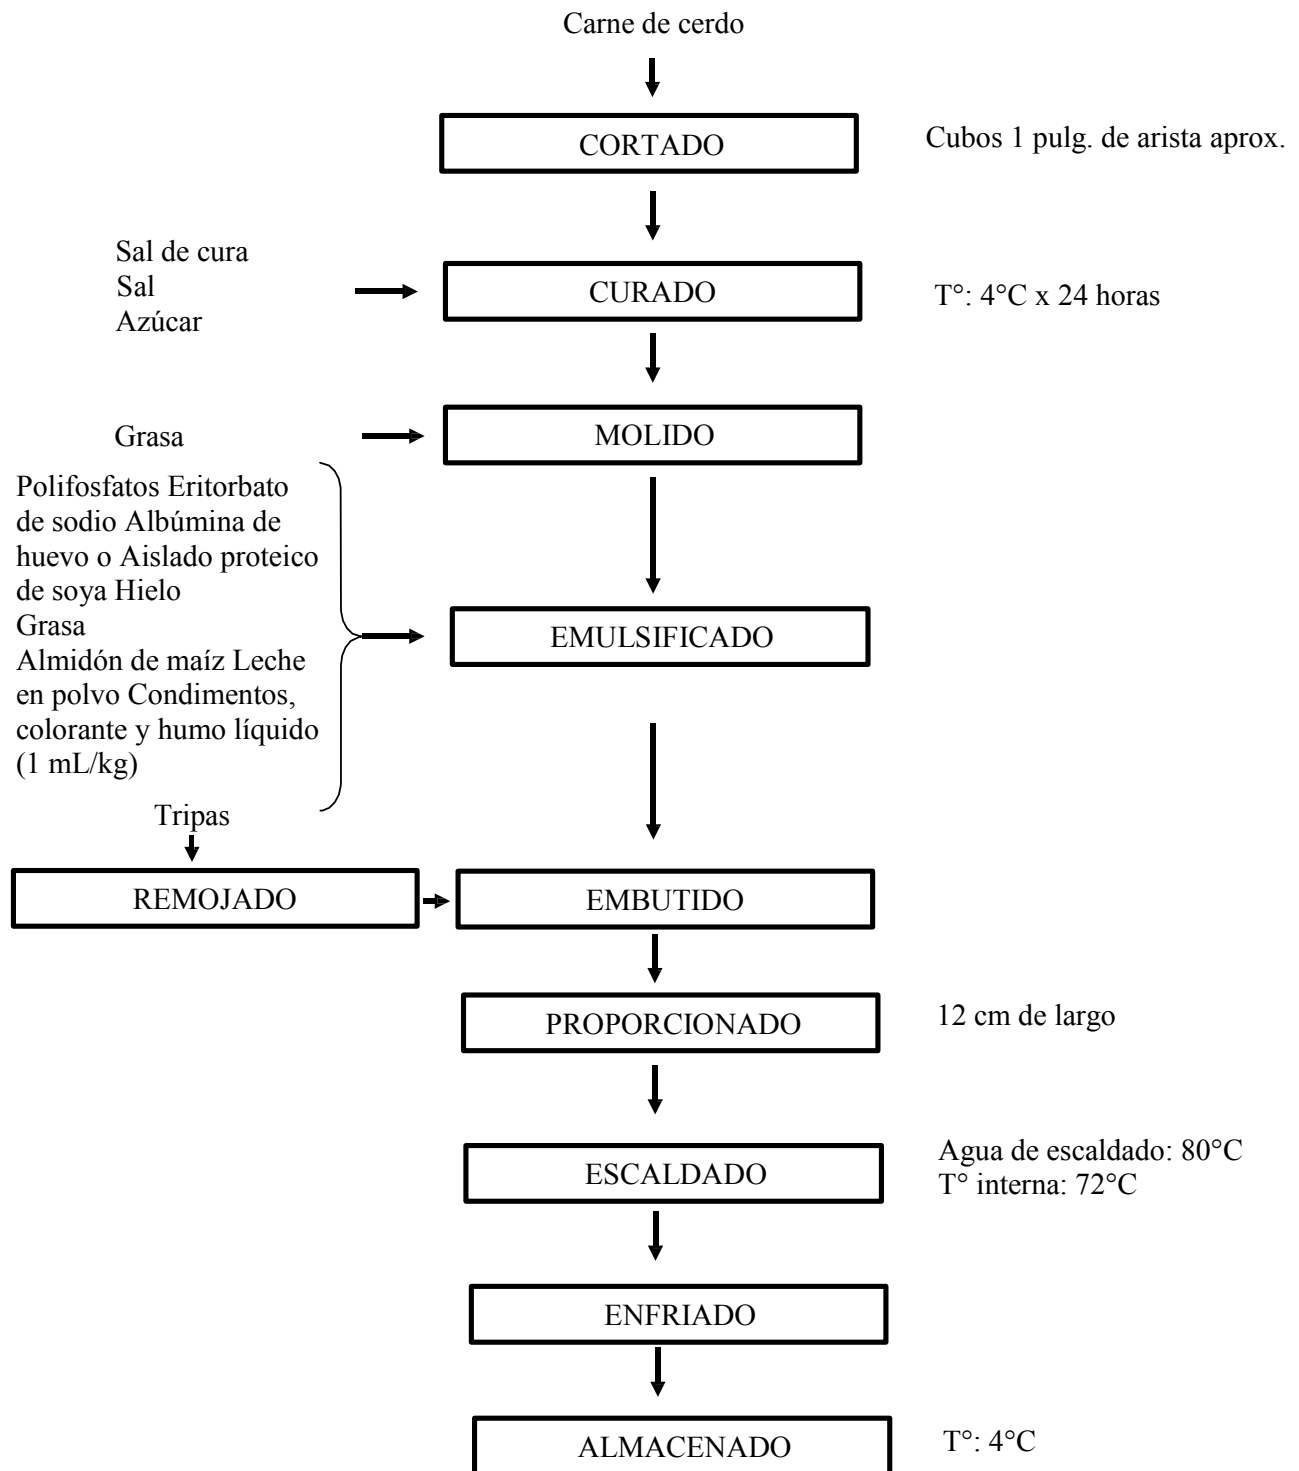 Carne de cerdo
CORTADO
Cubos 1 pulg. de arista aprox.
Sal de cura
Sal
Azúcar
CURADO
T°: 4°C x 24 horas
Grasa
MOLIDO
Polifosfatos Eritorbato
de sodio Albúmina de
huevo o Aislado proteico
de soya Hielo
Grasa
Almidón de maíz Leche
en polvo Condimentos,
colorante y humo líquido
(1 mL/kg)
EMULSIFICADO
Tripas
REMOJADO
EMBUTIDO
PROPORCIONADO
12 cm de largo
ESCALDADO
Agua de escaldado: 80°C
T° interna: 72°C
ENFRIADO
ALMACENADO
T°: 4°C